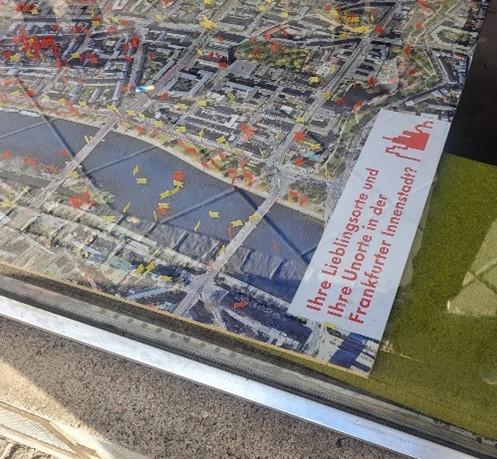 Ihre Lieblingsorte und
Ihre Unorte in der
Frankfurter Innenstadt?